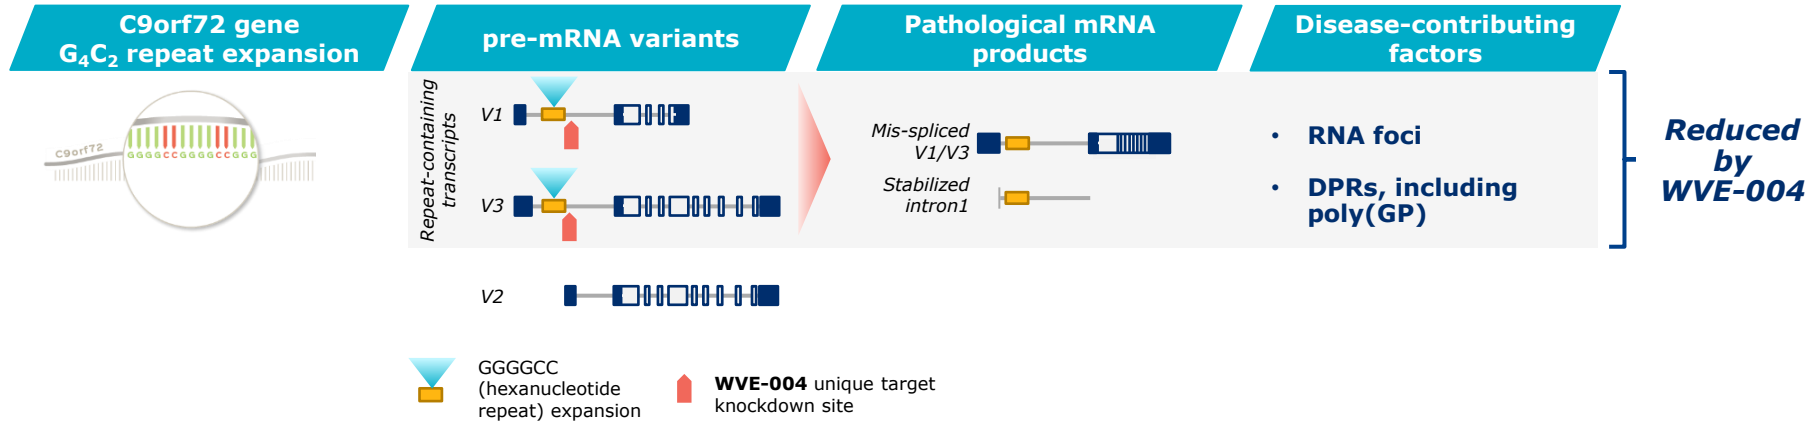 C9orf72 gene
G4C2 repeat expansion
pre-mRNA variants
Pathological mRNA
products
Disease-contributing
factors
C9orf72
GGGGCCGGGGCCGGG
Repeat-containing
transcripts
V1
V3
V2
Mis-spliced
V1/V3
Stabilized
intron1
• RNA foci
• DPRs, including
poly(GP)
Reduced
by
WVE-004
GGGGCC
(hexanucleotide
repeat) expansion
WVE-004 unique target
knockdown site